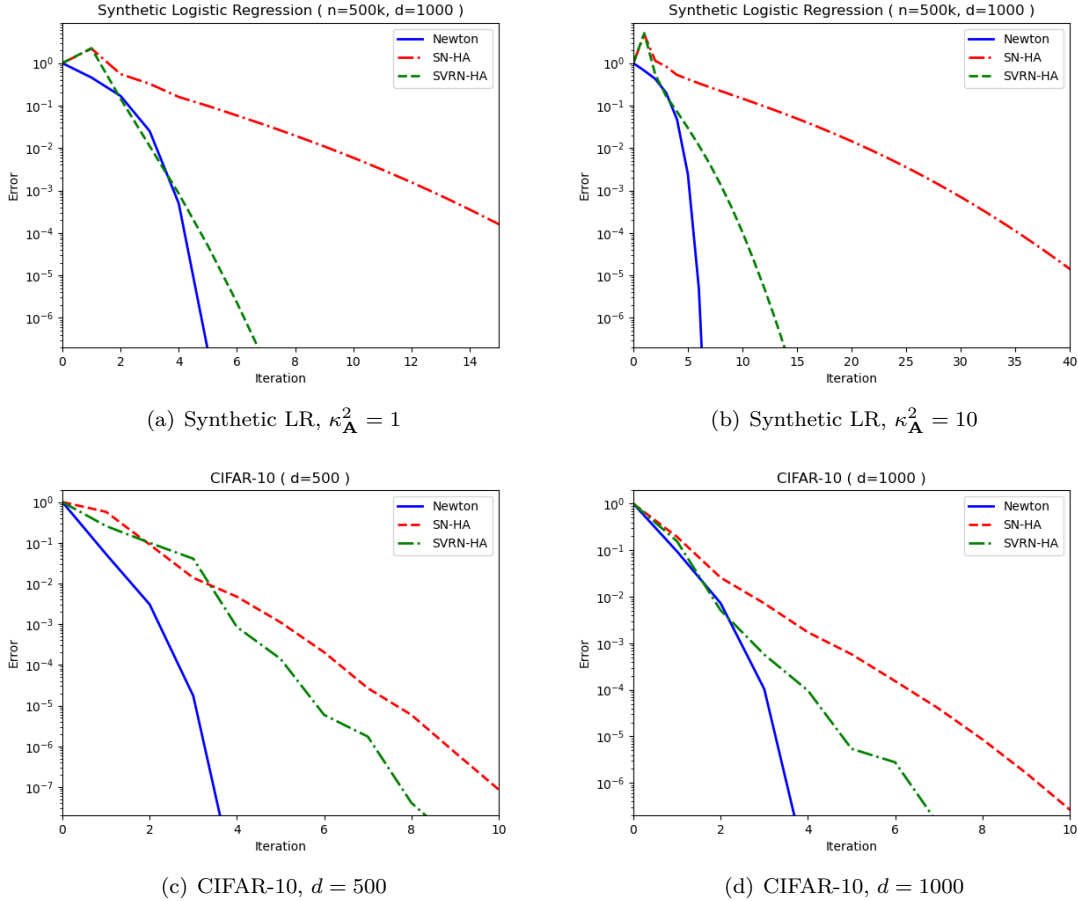 Synthetic Logistic Regression ( n=500k, d=1000 )
Newton
SN-HA
SVRN-HA
10^0
10^-1
10^-2
10^-3
10^-4
10^-5
10^-6
Error
0 2 4 6 8 10 12 14
Iteration
(a) Synthetic LR, κ_A^2 = 1
Synthetic Logistic Regression ( n=500k, d=1000 )
Newton
SN-HA
SVRN-HA
10^0
10^-1
10^-2
10^-3
10^-4
10^-5
10^-6
Error
0 5 10 15 20 25 30 35 40
Iteration
(b) Synthetic LR, κ_A^2 = 10
CIFAR-10 ( d=500 )
Newton
SN-HA
SVRN-HA
10^0
10^-1
10^-2
10^-3
10^-4
10^-5
10^-6
10^-7
Error
0 2 4 6 8 10
Iteration
(c) CIFAR-10, d = 500
CIFAR-10 ( d=1000 )
Newton
SN-HA
SVRN-HA
10^0
10^-1
10^-2
10^-3
10^-4
10^-5
10^-6
Error
0 2 4 6 8 10
Iteration
(d) CIFAR-10, d = 1000